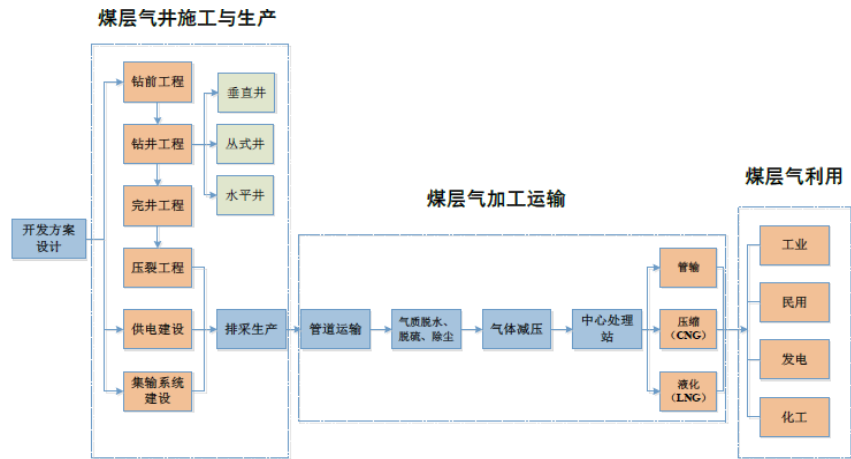 煤层气井施工与生产
钻前工程
垂直井
钻井工程
丛式井
完井工程
水平井
开发方案
设计
压裂工程
供电建设
排采生产
集输系统
建设
煤层气加工运输
管道运输
气质脱水、
脱硫、除尘
气体减压
中心处理
站
管输
压缩
（CNG）
液化
（LNG）
煤层气利用
工业
民用
发电
化工